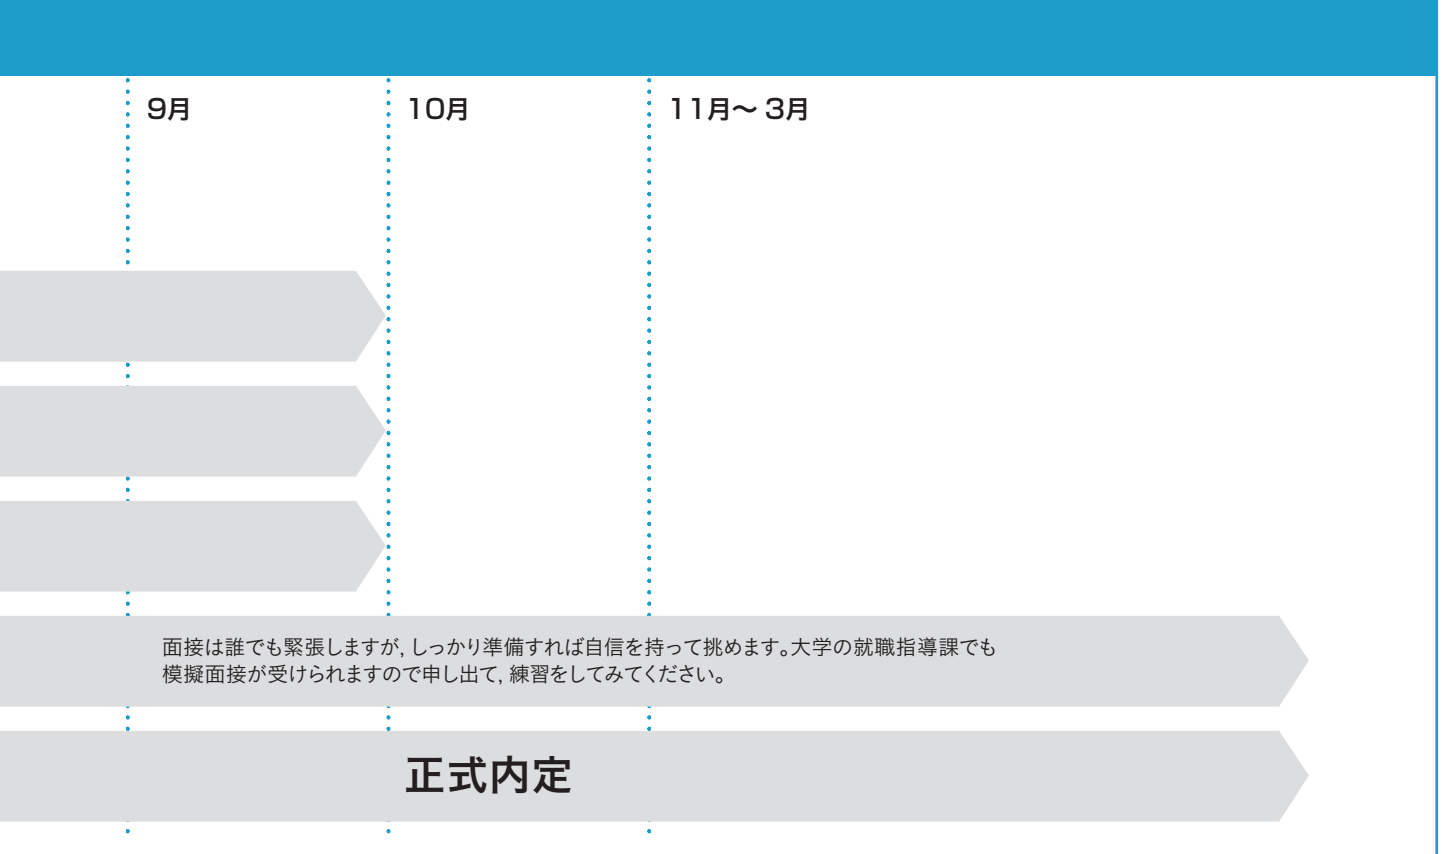 9月
10月
11月〜3月
面接は誰でも緊張しますが, しっかり準備すれば自信を持って挑めます。大学の就職指導課でも
模擬面接が受けられますので申し出て, 練習をしてみてください。
正式内定